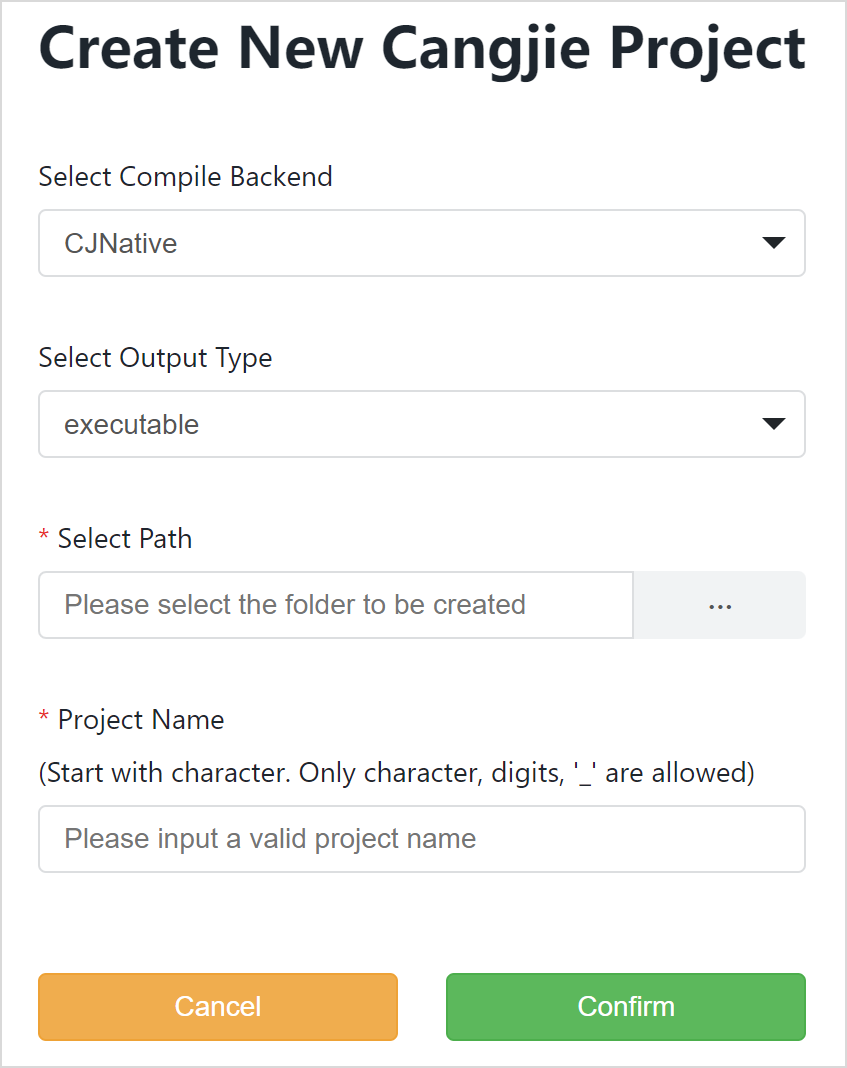 Create New Cangjie Project
Select Compile Backend
CJNative
Select Output Type
executable
* Select Path
Please select the folder to be created
...
* Project Name
(Start with character. Only character, digits, '_' are allowed)
Please input a valid project name
Cancel
Confirm